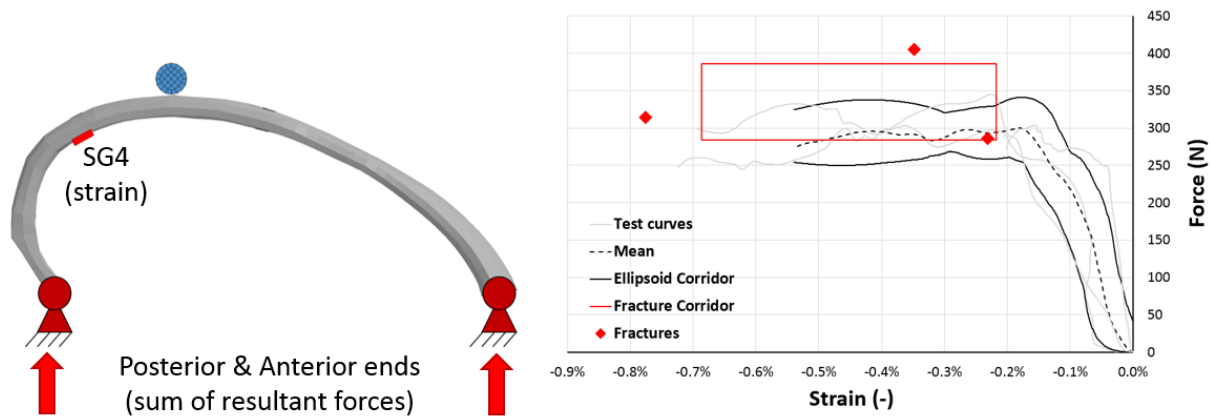 SG4
(strain)
Posterior & Anterior ends
(sum of resultant forces)
450
400
350
300
250
200
150
100
50
0
Force (N)
Test curves
Mean
Ellipsoid Corridor
Fracture Corridor
Fractures
-0.9% -0.8% -0.7% -0.6% -0.5% -0.4% -0.3% -0.2% -0.1% 0.0%
Strain (-)